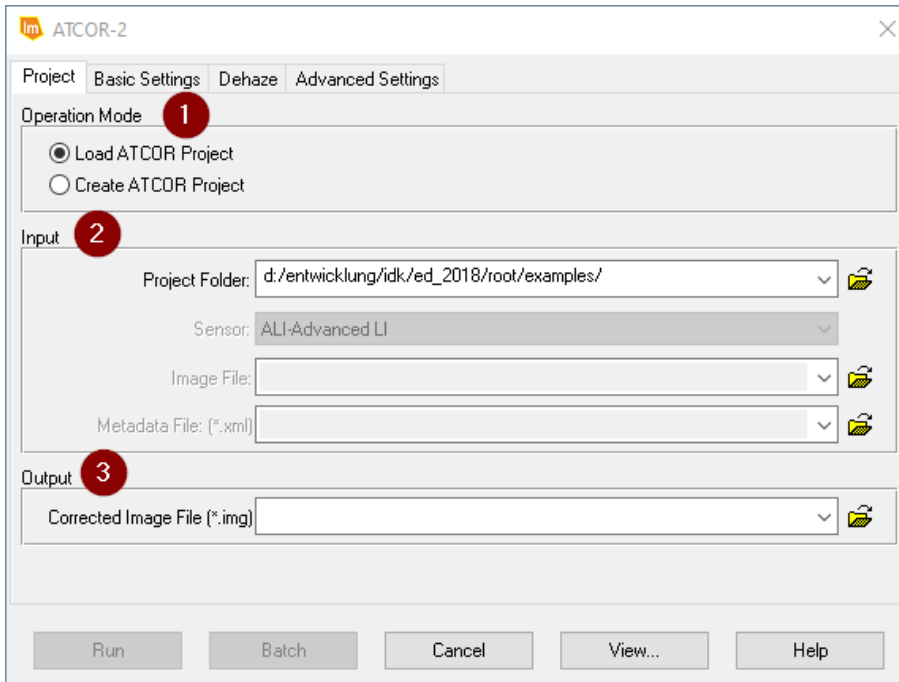 Im ATCOR-2
Project Basic Settings Dehaze Advanced Settings
Operation Mode 1
Load ATCOR Project
Create ATCOR Project
Input 2
Project Folder: d:/entwicklung/idk/ed_2018/root/examples/
Sensor: ALI-Advanced LI
Image File:
Metadata File: (*.xml)
Output 3
Corrected Image File (*.img)
Run Batch Cancel View... Help